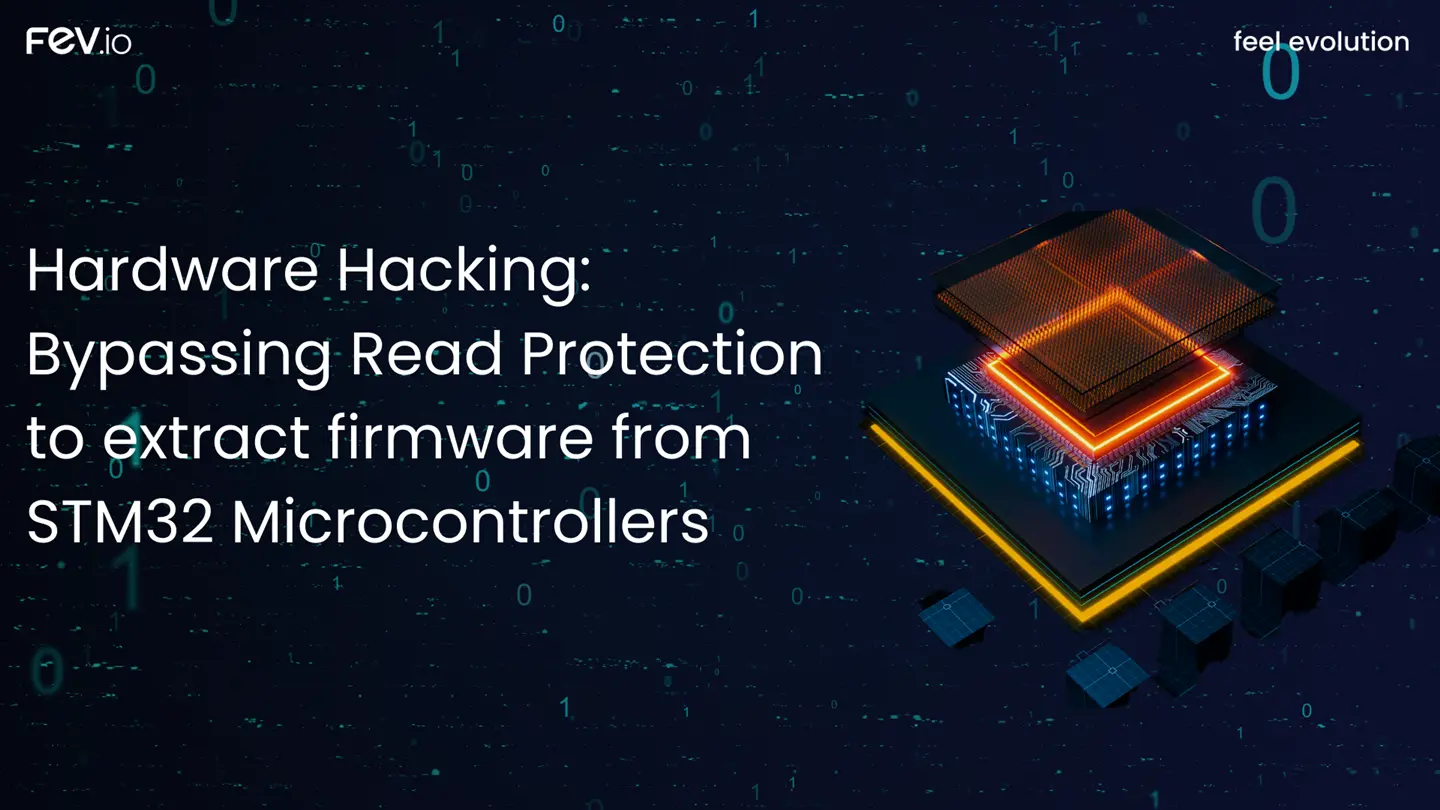 FEV.io
feel evolution
Hardware Hacking:
Bypassing Read Protection
to extract firmware from
STM32 Microcontrollers